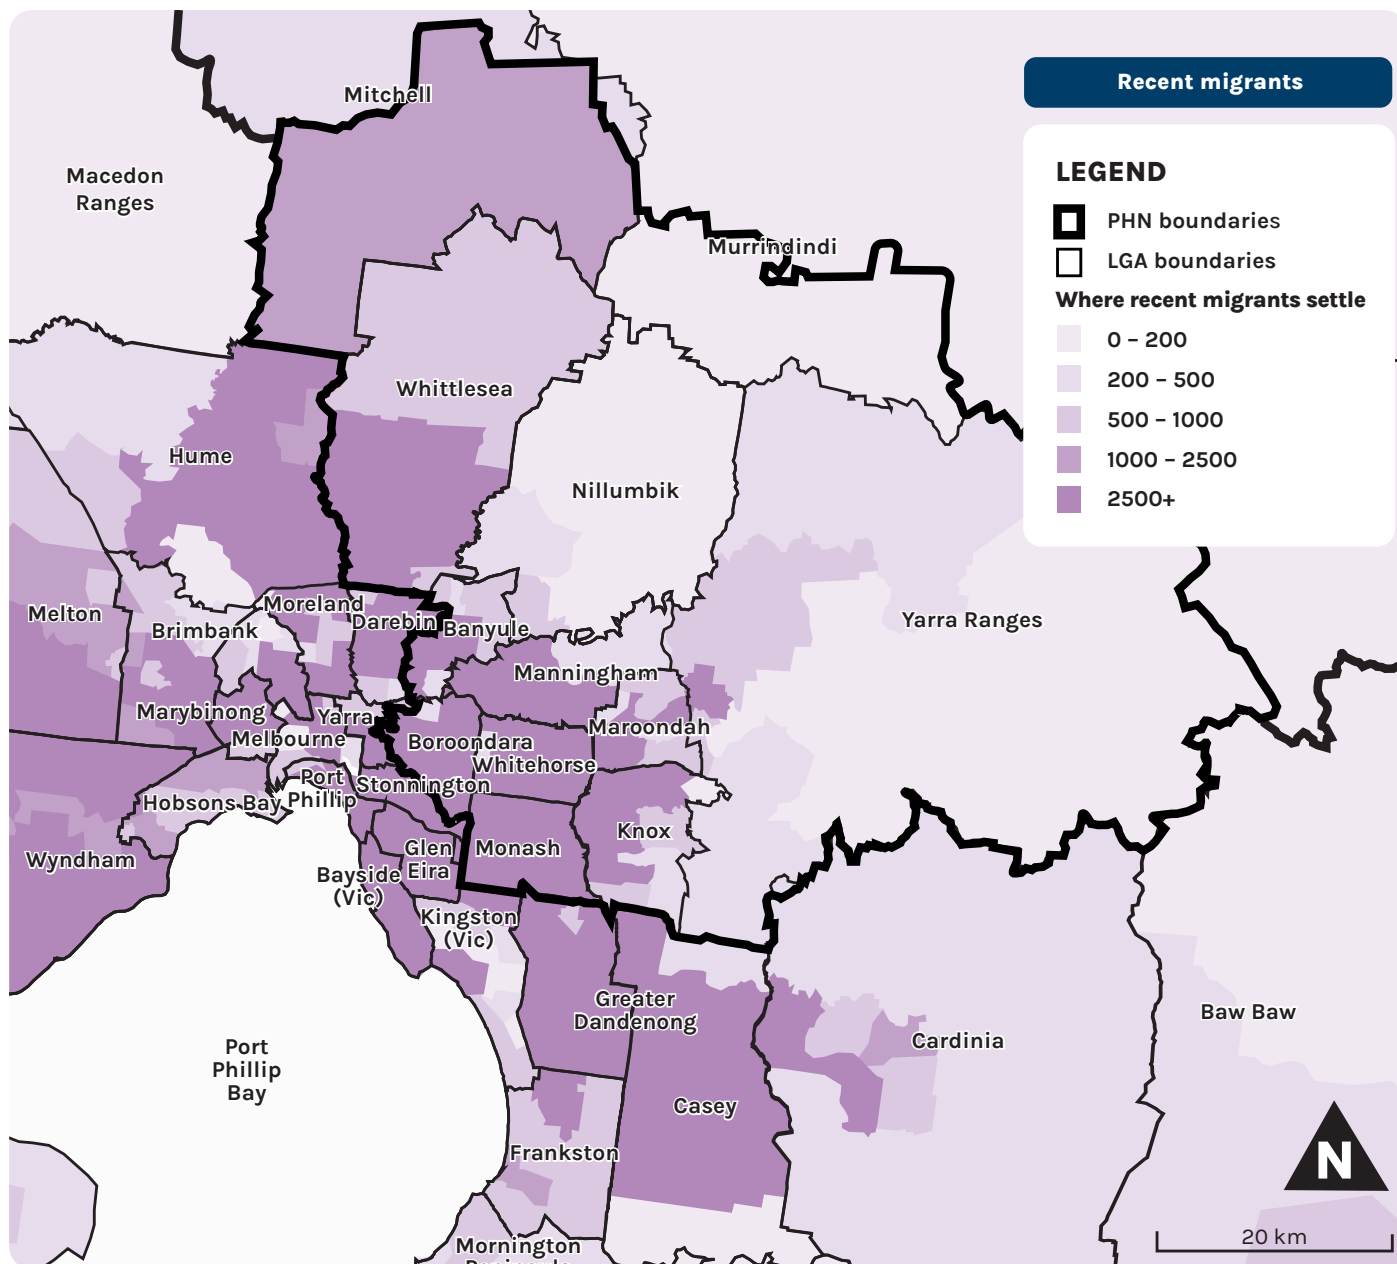 Recent migrants
LEGEND
PHN boundaries
LGA boundaries
Where recent migrants settle
0 – 200
200 – 500
500 – 1000
1000 – 2500
2500+
Mitchell
Macedon
Ranges
Murrindindi
Whittlesea
Hume
Nillumbik
Melton
Moreland
Darebin
Brimbank
Banyule
Yarra Ranges
Manningham
Marybinong
Yarra
Maroondah
Melbourne
Boroondara
Whitehorse
Port
Phillip
Stonnington
Hobsons Bay
Knox
Glen
Eira
Monash
Wyndham
Bayside
(Vic)
Kingston
(Vic)
Greater
Dandenong
Baw Baw
Cardinia
Port
Phillip
Bay
Casey
Frankston
Mornington
Peninsula
N
20 km